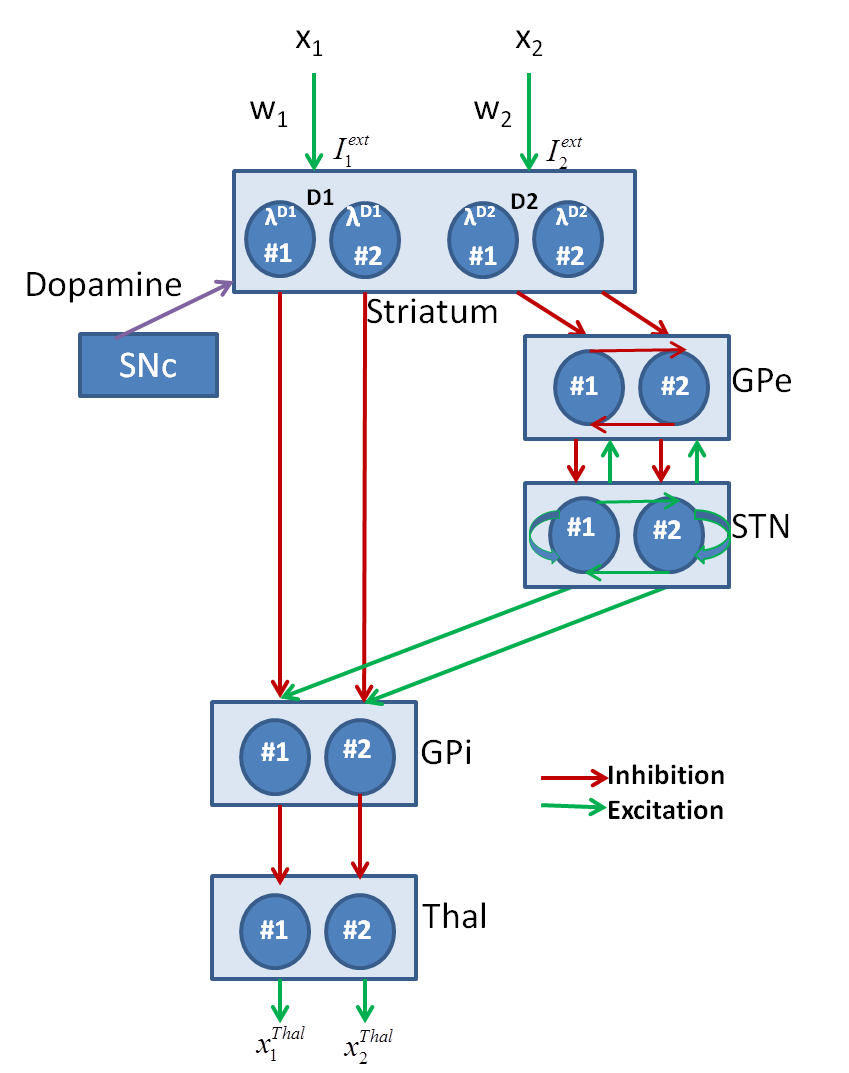 x₁ x₂
w₁ w₂
I₁ᵉˣᵗ I₂ᵉˣᵗ
D1 D2
λᴰ¹ λᴰ¹ λᴰ² λᴰ²
#1 #2 #1 #2
Dopamine
Striatum
SNc
#1 #2 GPe
#1 #2 STN
#1 #2 GPi
Inhibition
Excitation
#1 #2 Thal
x₁ᵀʰᵃˡ x₂ᵀʰᵃˡ